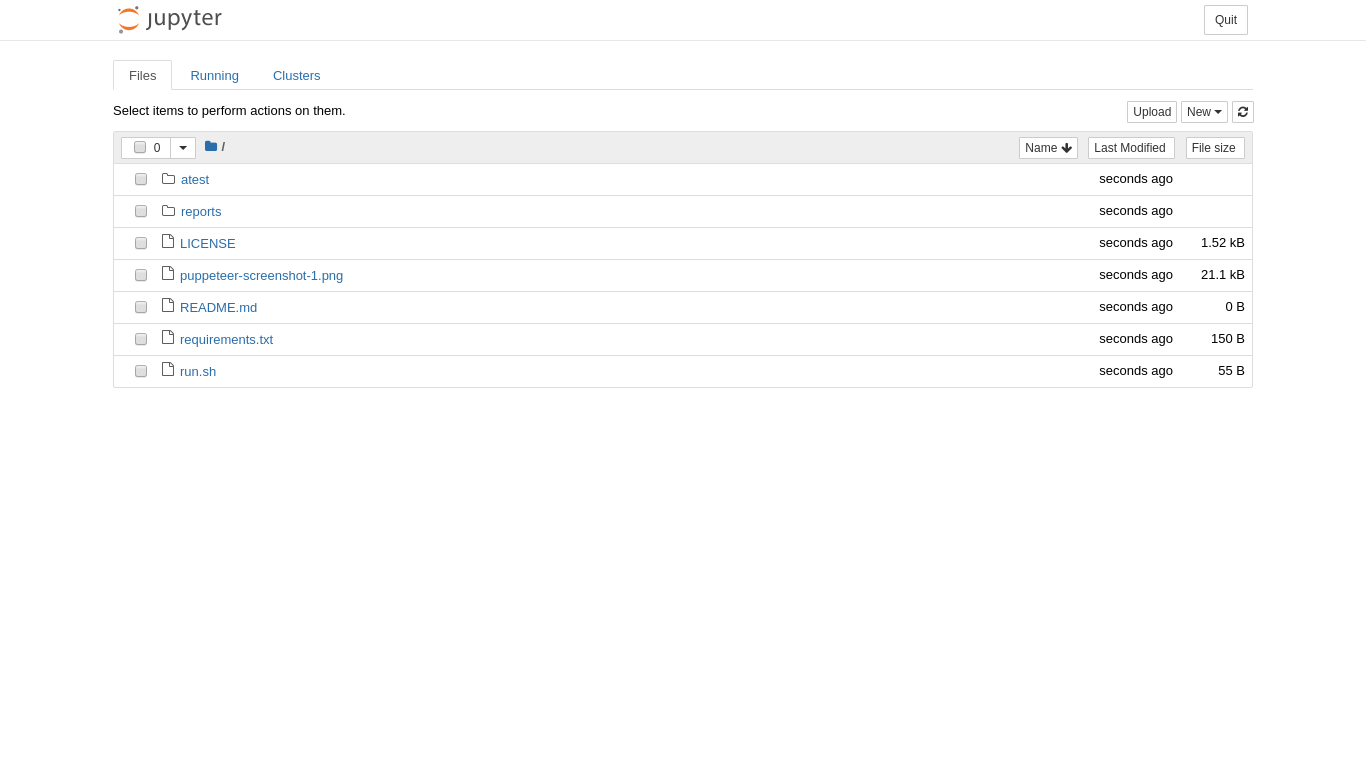 jupyter Quit
Files Running Clusters
Select items to perform actions on them. Upload New
0 / Name Last Modified File size
atest seconds ago
reports seconds ago
LICENSE seconds ago 1.52 kB
puppeteer-screenshot-1.png seconds ago 21.1 kB
README.md seconds ago 0 B
requirements.txt seconds ago 150 B
run.sh seconds ago 55 B